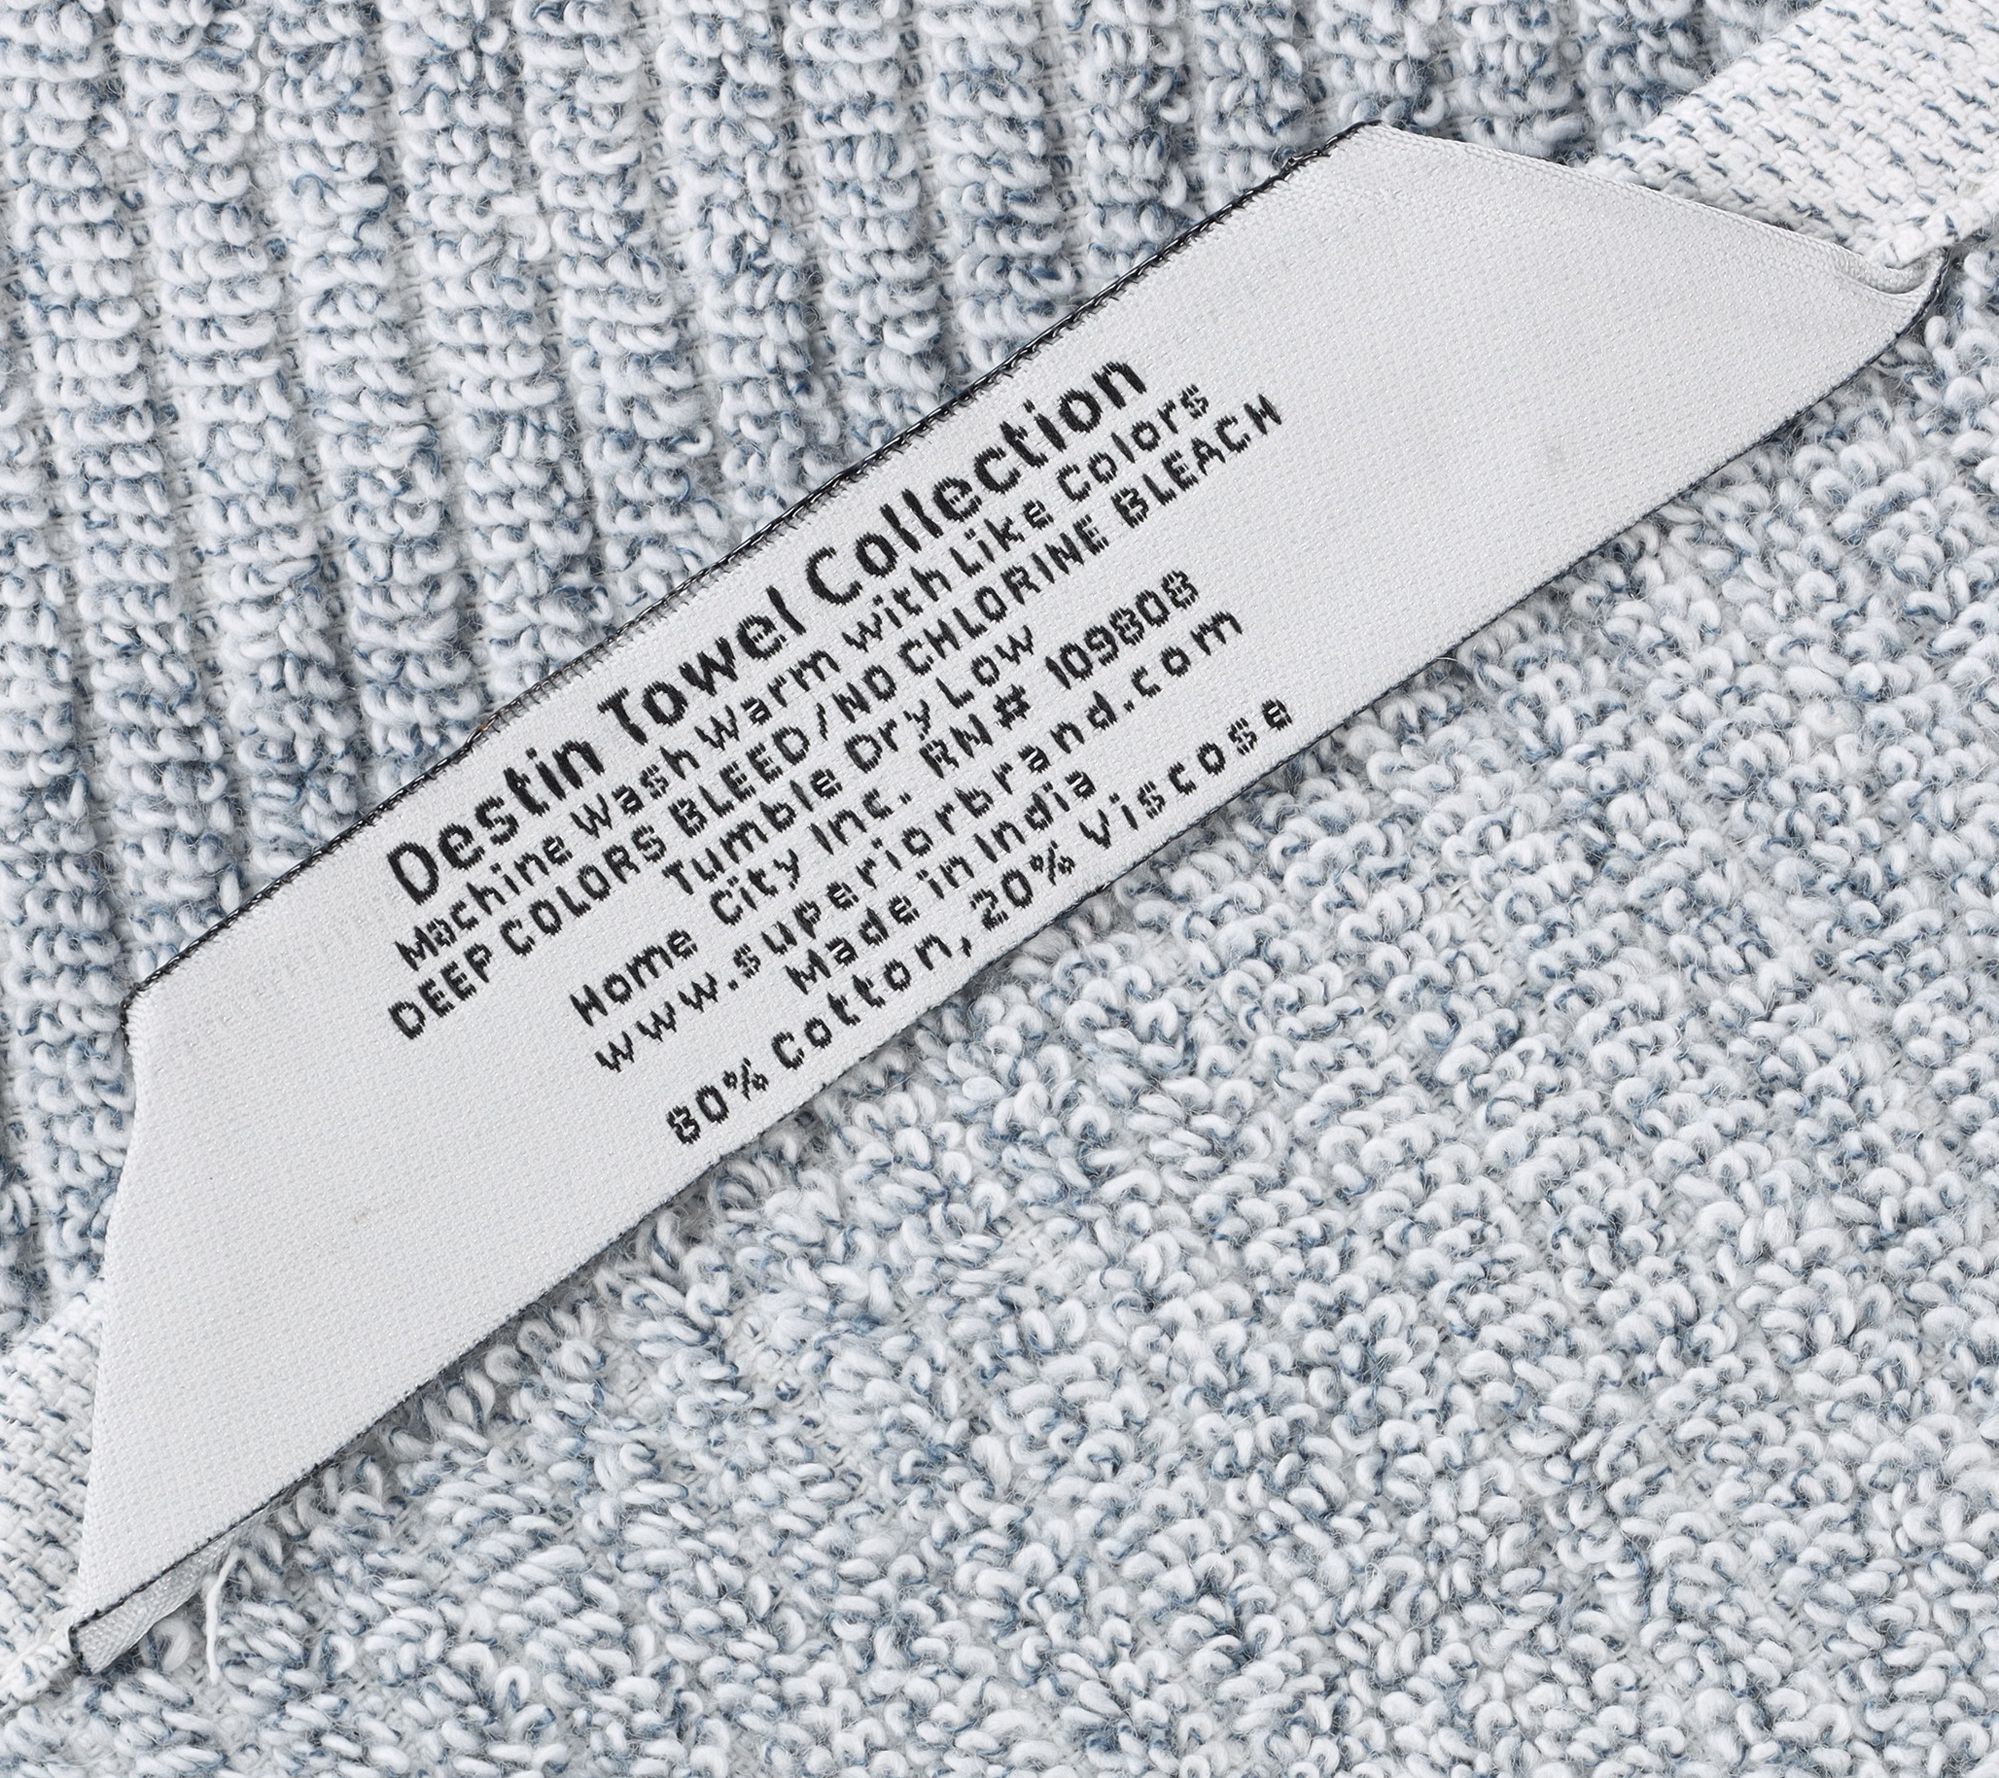 Destin Towel Collection
Machine Wash Warm with Like Colors
DEEP COLORS BLEED/NO CHLORINE BLEACH
Tumble Dry Low
Home City Inc. RN# 109808
www.superiorbrand.com
Made in India
80% Cotton, 20% Viscose